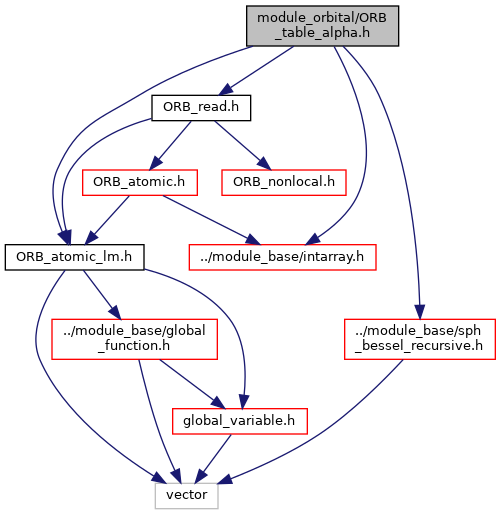 module_orbital/ORB
_table_alpha.h
ORB_read.h
ORB_atomic.h
ORB_nonlocal.h
ORB_atomic_lm.h
../module_base/intarray.h
../module_base/global
_function.h
../module_base/sph
_bessel_recursive.h
global_variable.h
vector